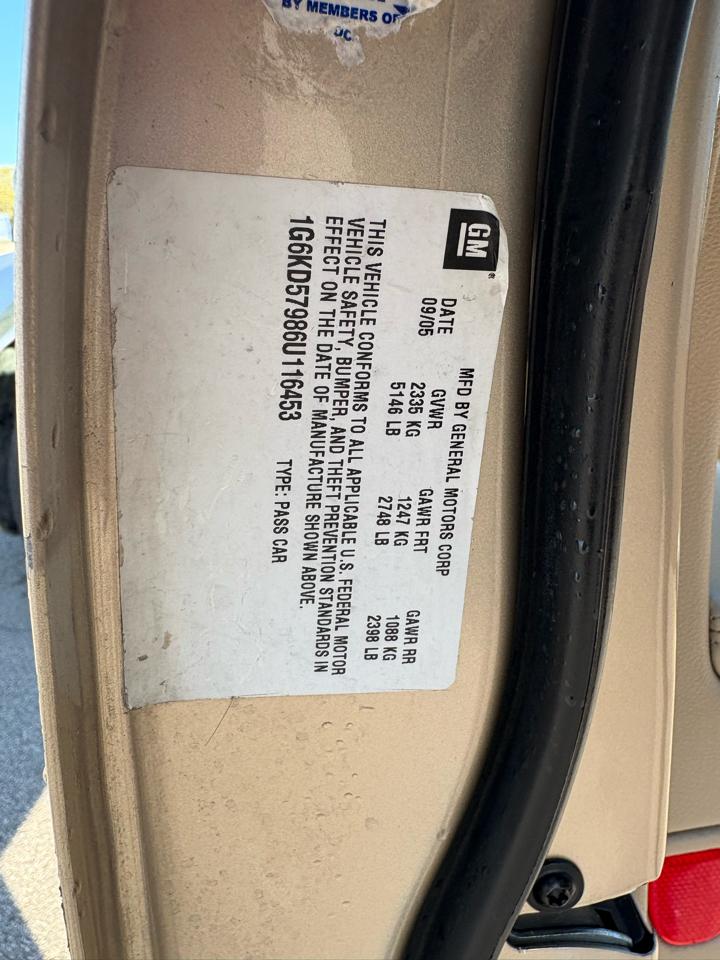 BY MEMBERS OF
GM
MFD BY GENERAL MOTORS CORP
DATE GVWR GAWR FRT GAWR RR
09/05 2335 KG 1247 KG 1088 KG
5146 LB 2748 LB 2398 LB
THIS VEHICLE CONFORMS TO ALL APPLICABLE U.S. FEDERAL MOTOR
VEHICLE SAFETY, BUMPER, AND THEFT PREVENTION STANDARDS IN
EFFECT ON THE DATE OF MANUFACTURE SHOWN ABOVE.
1G6KD57986U116453 TYPE: PASS CAR